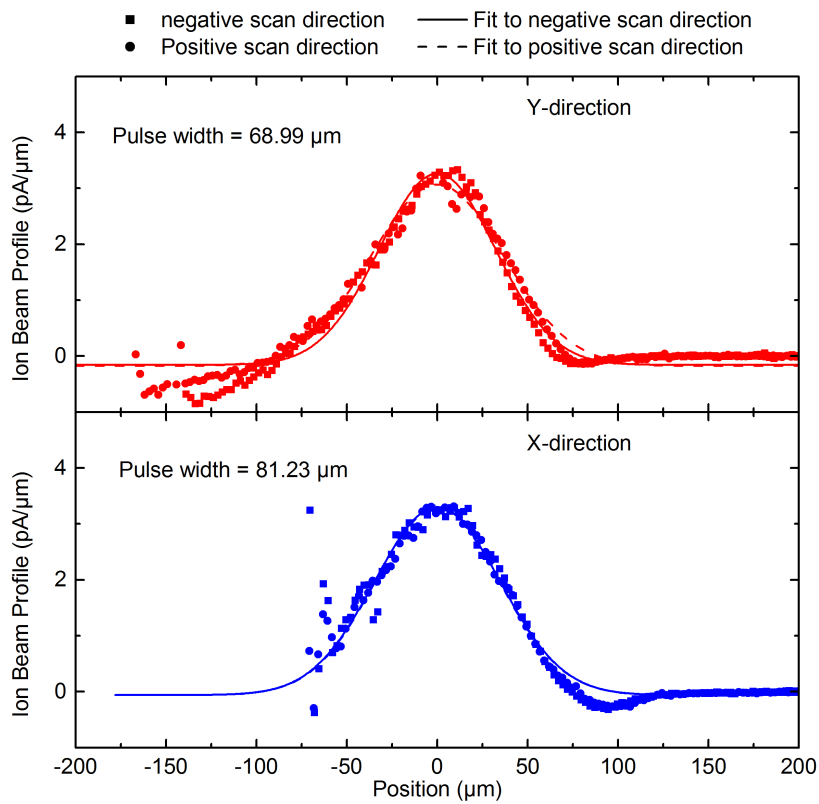 negative scan direction Fit to negative scan direction
Positive scan direction Fit to positive scan direction
Y-direction
Pulse width = 68.99 µm
Ion Beam Profile (pA/µm)
4
2
0
X-direction
Pulse width = 81.23 µm
Ion Beam Profile (pA/µm)
4
2
0
-200 -150 -100 -50 0 50 100 150 200
Position (µm)